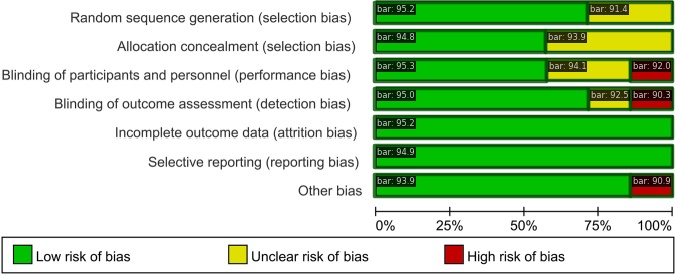 Random sequence generation (selection bias)
bar: 95.2 bar: 91.4
Allocation concealment (selection bias)
bar: 94.8 bar: 93.9
Blinding of participants and personnel (performance bias)
bar: 95.3 bar: 94.1 bar: 92.0
Blinding of outcome assessment (detection bias)
bar: 95.0 bar: 92.5 bar: 90.3
Incomplete outcome data (attrition bias)
bar: 95.2
Selective reporting (reporting bias)
bar: 94.9
Other bias
bar: 93.9 bar: 90.9
0% 25% 50% 75% 100%
Low risk of bias Unclear risk of bias High risk of bias